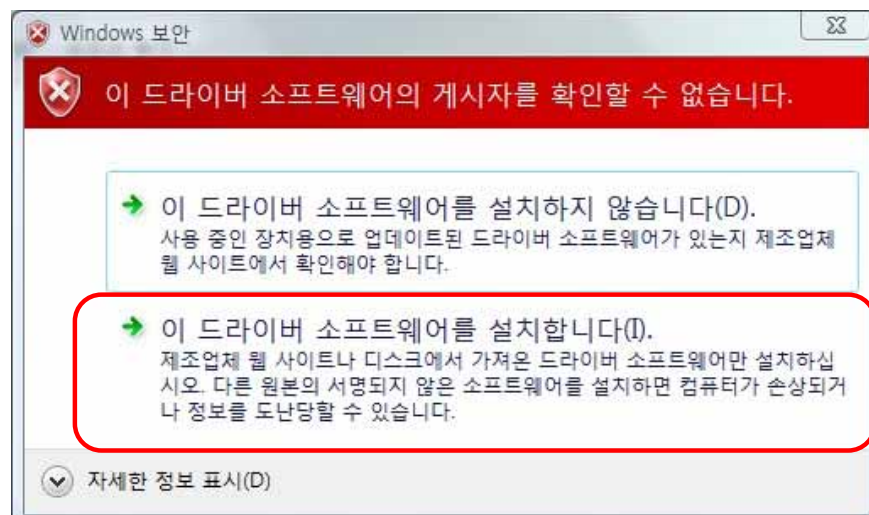 Windows 보안
이 드라이버 소프트웨어의 게시자를 확인할 수 없습니다.
이 드라이버 소프트웨어를 설치하지 않습니다(D).
사용 중인 장치용으로 업데이트된 드라이버 소프트웨어가 있는지 제조업체
웹 사이트에서 확인해야 합니다.
이 드라이버 소프트웨어를 설치합니다(I).
제조업체 웹 사이트나 디스크에서 가져온 드라이버 소프트웨어만 설치하십
시오. 다른 원본의 서명되지 않은 소프트웨어를 설치하면 컴퓨터가 손상되거
나 정보를 도난당할 수 있습니다.
자세한 정보 표시(D)